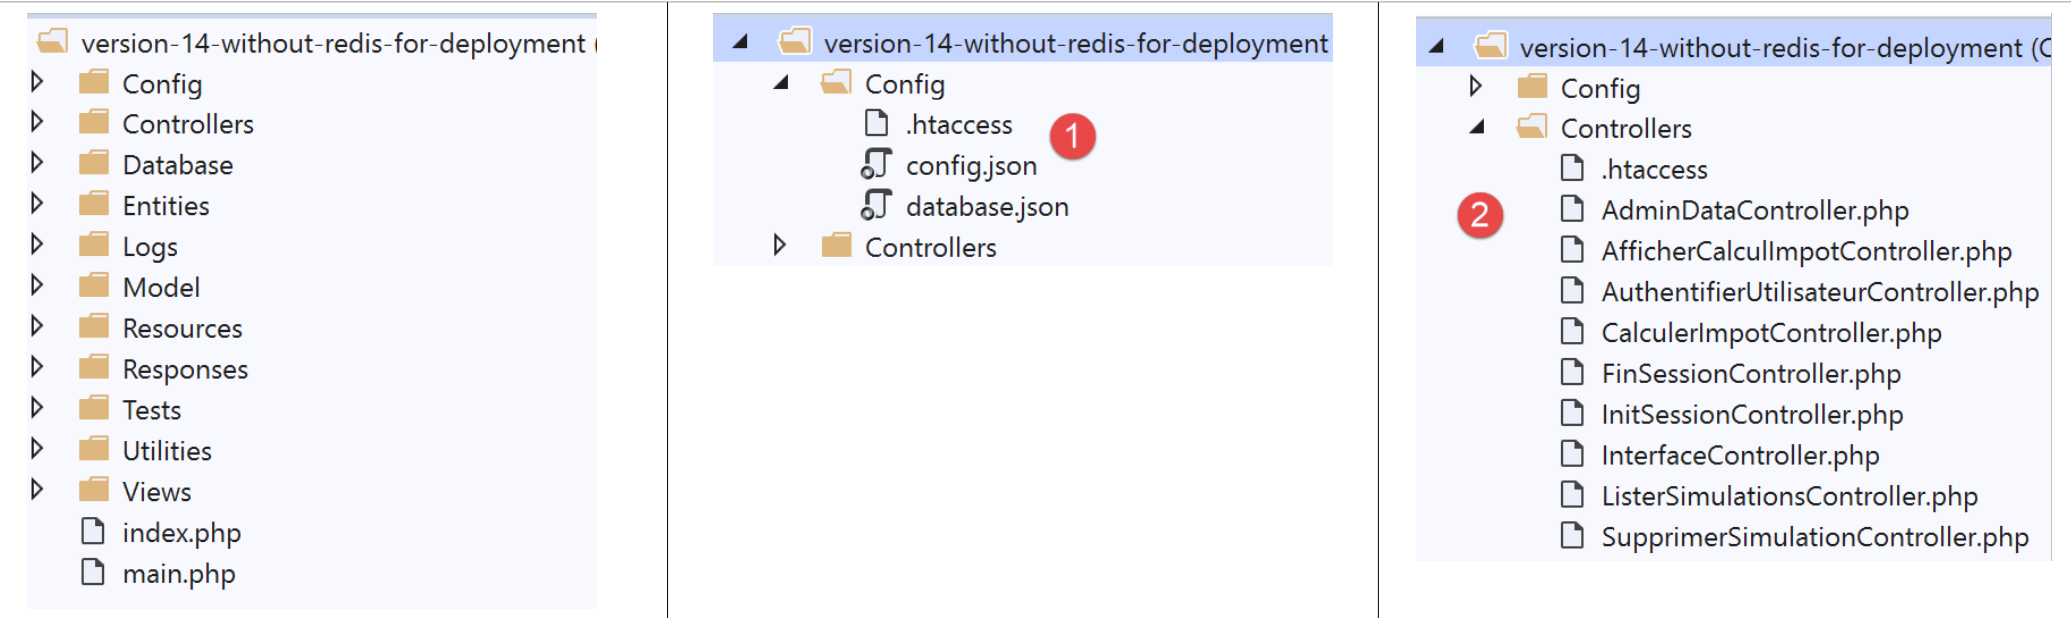 version-14-without-redis-for-deployment (
Config
Controllers
Database
Entities
Logs
Model
Resources
Responses
Tests
Utilities
Views
index.php
main.php
version-14-without-redis-for-deployment
Config
.htaccess
1
config.json
database.json
Controllers
version-14-without-redis-for-deployment (C
Config
Controllers
.htaccess
2
AdminDataController.php
AfficherCalculImpotController.php
AuthentifierUtilisateurController.php
CalculerImpotController.php
FinSessionController.php
InitSessionController.php
InterfaceController.php
ListerSimulationsController.php
SupprimerSimulationController.php